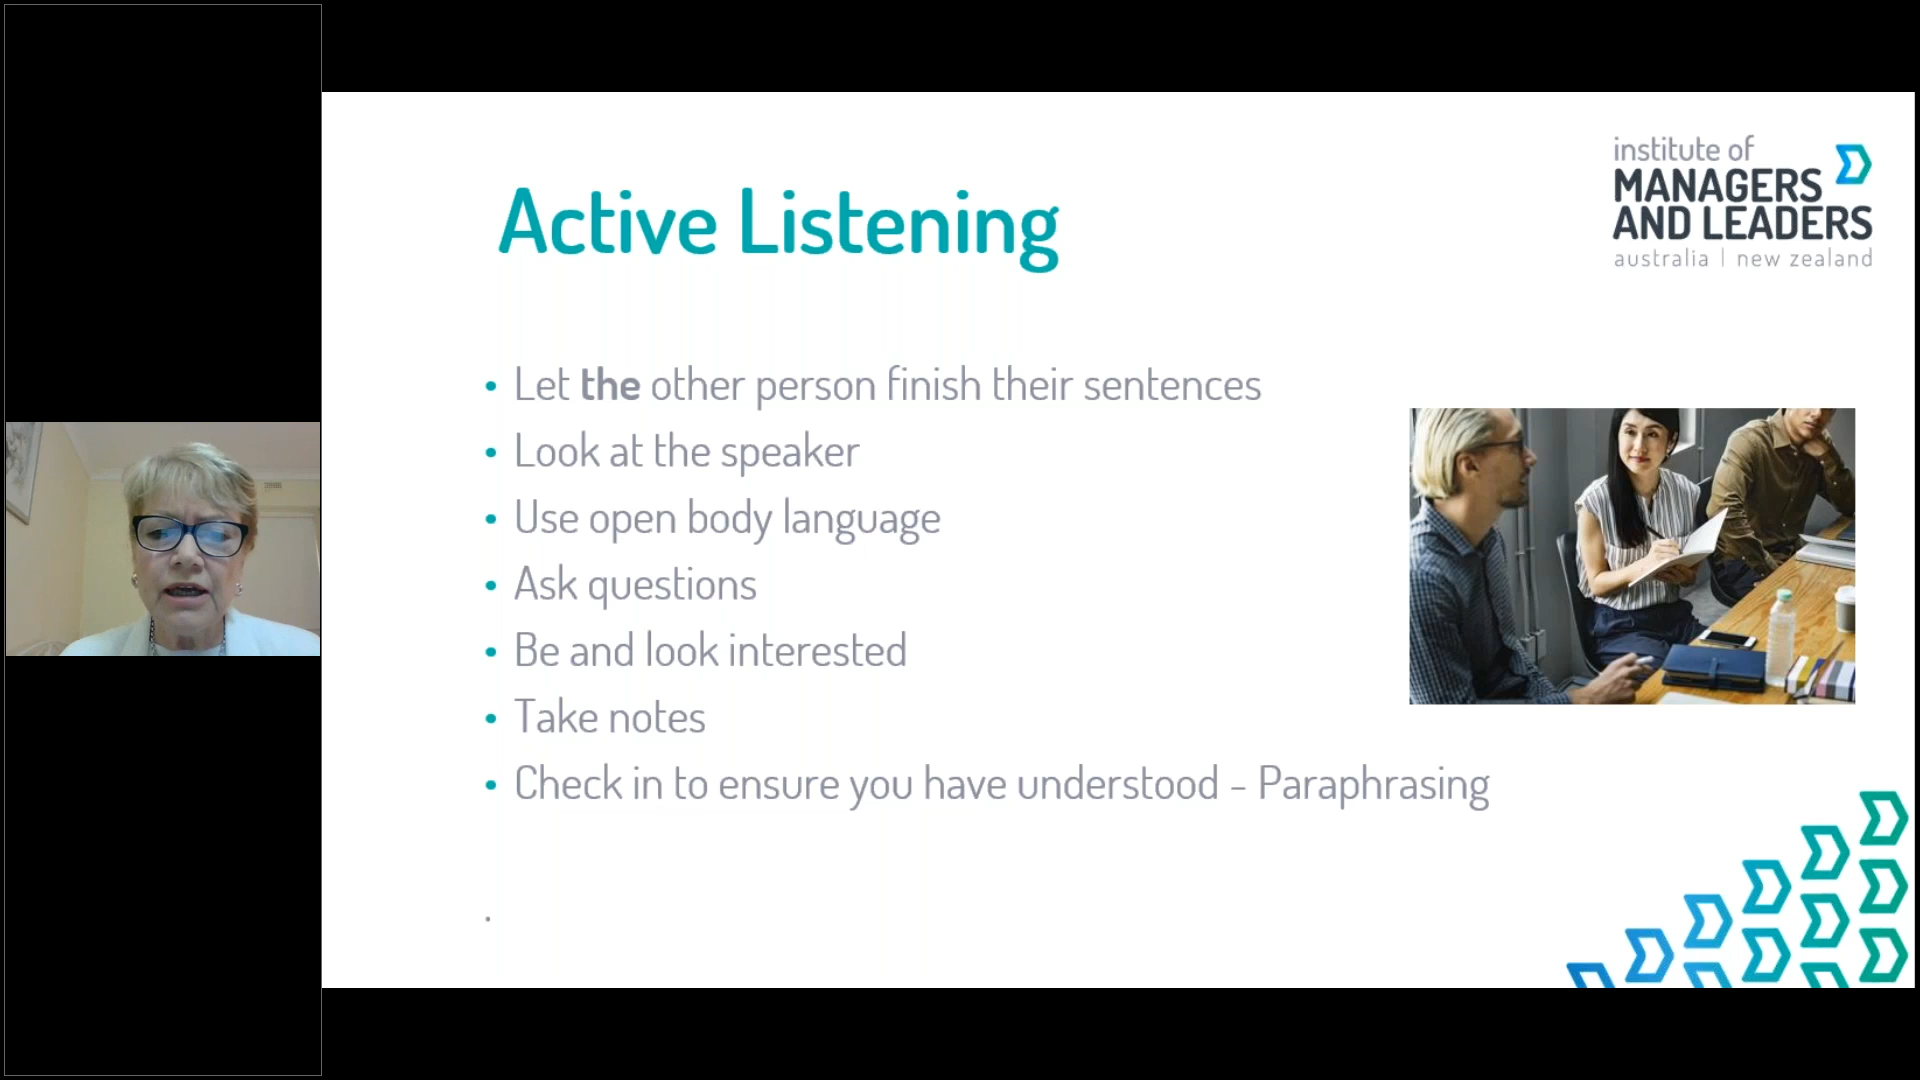 Active Listening
institute of
MANAGERS
AND LEADERS
australia | new zealand
• Let the other person finish their sentences
• Look at the speaker
• Use open body language
• Ask questions
• Be and look interested
• Take notes
• Check in to ensure you have understood - Paraphrasing
.